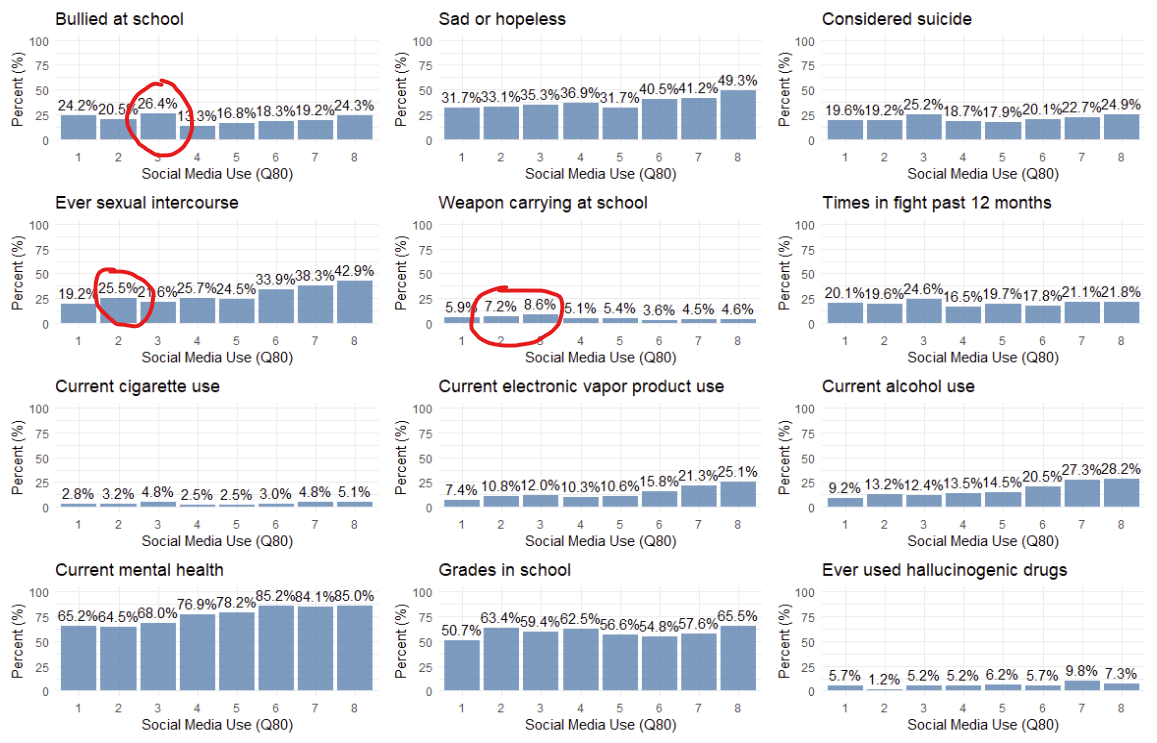 Bullied at school
Percent (%)
100
75
50
25
0
24.2% 20.5% 26.4% 13.3% 16.8% 18.3% 19.2% 24.3%
1 2 3 4 5 6 7 8
Social Media Use (Q80)
Sad or hopeless
Percent (%)
100
75
50
25
0
31.7% 33.1% 35.3% 36.9% 31.7% 40.5% 41.2% 49.3%
1 2 3 4 5 6 7 8
Social Media Use (Q80)
Considered suicide
Percent (%)
100
75
50
25
0
19.6% 19.2% 25.2% 18.7% 17.9% 20.1% 22.7% 24.9%
1 2 3 4 5 6 7 8
Social Media Use (Q80)
Ever sexual intercourse
Percent (%)
100
75
50
25
0
19.2% 25.5% 21.6% 25.7% 24.5% 33.9% 38.3% 42.9%
1 2 3 4 5 6 7 8
Social Media Use (Q80)
Weapon carrying at school
Percent (%)
100
75
50
25
0
5.9% 7.2% 8.6% 5.1% 5.4% 3.6% 4.5% 4.6%
1 2 3 4 5 6 7 8
Social Media Use (Q80)
Times in fight past 12 months
Percent (%)
100
75
50
25
0
20.1% 19.6% 24.6% 16.5% 19.7% 17.8% 21.1% 21.8%
1 2 3 4 5 6 7 8
Social Media Use (Q80)
Current cigarette use
Percent (%)
100
75
50
25
0
2.8% 3.2% 4.8% 2.5% 2.5% 3.0% 4.8% 5.1%
1 2 3 4 5 6 7 8
Social Media Use (Q80)
Current electronic vapor product use
Percent (%)
100
75
50
25
0
7.4% 10.8% 12.0% 10.3% 10.6% 15.8% 21.3% 25.1%
1 2 3 4 5 6 7 8
Social Media Use (Q80)
Current alcohol use
Percent (%)
100
75
50
25
0
9.2% 13.2% 12.4% 13.5% 14.5% 20.5% 27.3% 28.2%
1 2 3 4 5 6 7 8
Social Media Use (Q80)
Current mental health
Percent (%)
100
75
50
25
0
65.2% 64.5% 68.0% 76.9% 78.2% 85.2% 84.1% 85.0%
1 2 3 4 5 6 7 8
Social Media Use (Q80)
Grades in school
Percent (%)
100
75
50
25
0
50.7% 63.4% 59.4% 62.5% 56.6% 54.8% 57.6% 65.5%
1 2 3 4 5 6 7 8
Social Media Use (Q80)
Ever used hallucinogenic drugs
Percent (%)
100
75
50
25
0
5.7% 1.2% 5.2% 5.2% 6.2% 5.7% 9.8% 7.3%
1 2 3 4 5 6 7 8
Social Media Use (Q80)